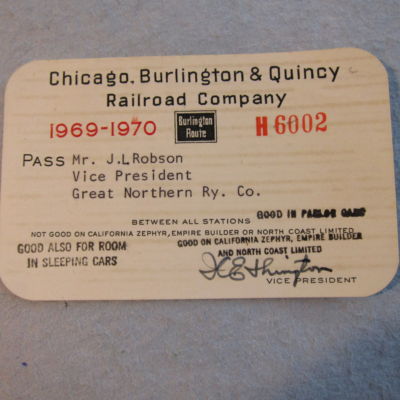 Chicago, Burlington & Quincy
Railroad Company
1969-1970
Burlington
Route
H 6002
PASS Mr. J.L Robson
Vice President
Great Northern Ry. Co.
BETWEEN ALL STATIONS GOOD IN PARLOR CARS
NOT GOOD ON CALIFORNIA ZEPHYR, EMPIRE BUILDER OR NORTH COAST LIMITED
GOOD ALSO FOR ROOM
IN SLEEPING CARS
GOOD ON CALIFORNIA ZEPHYR, EMPIRE BUILDER
AND NORTH COAST LIMITED
VICE PRESIDENT